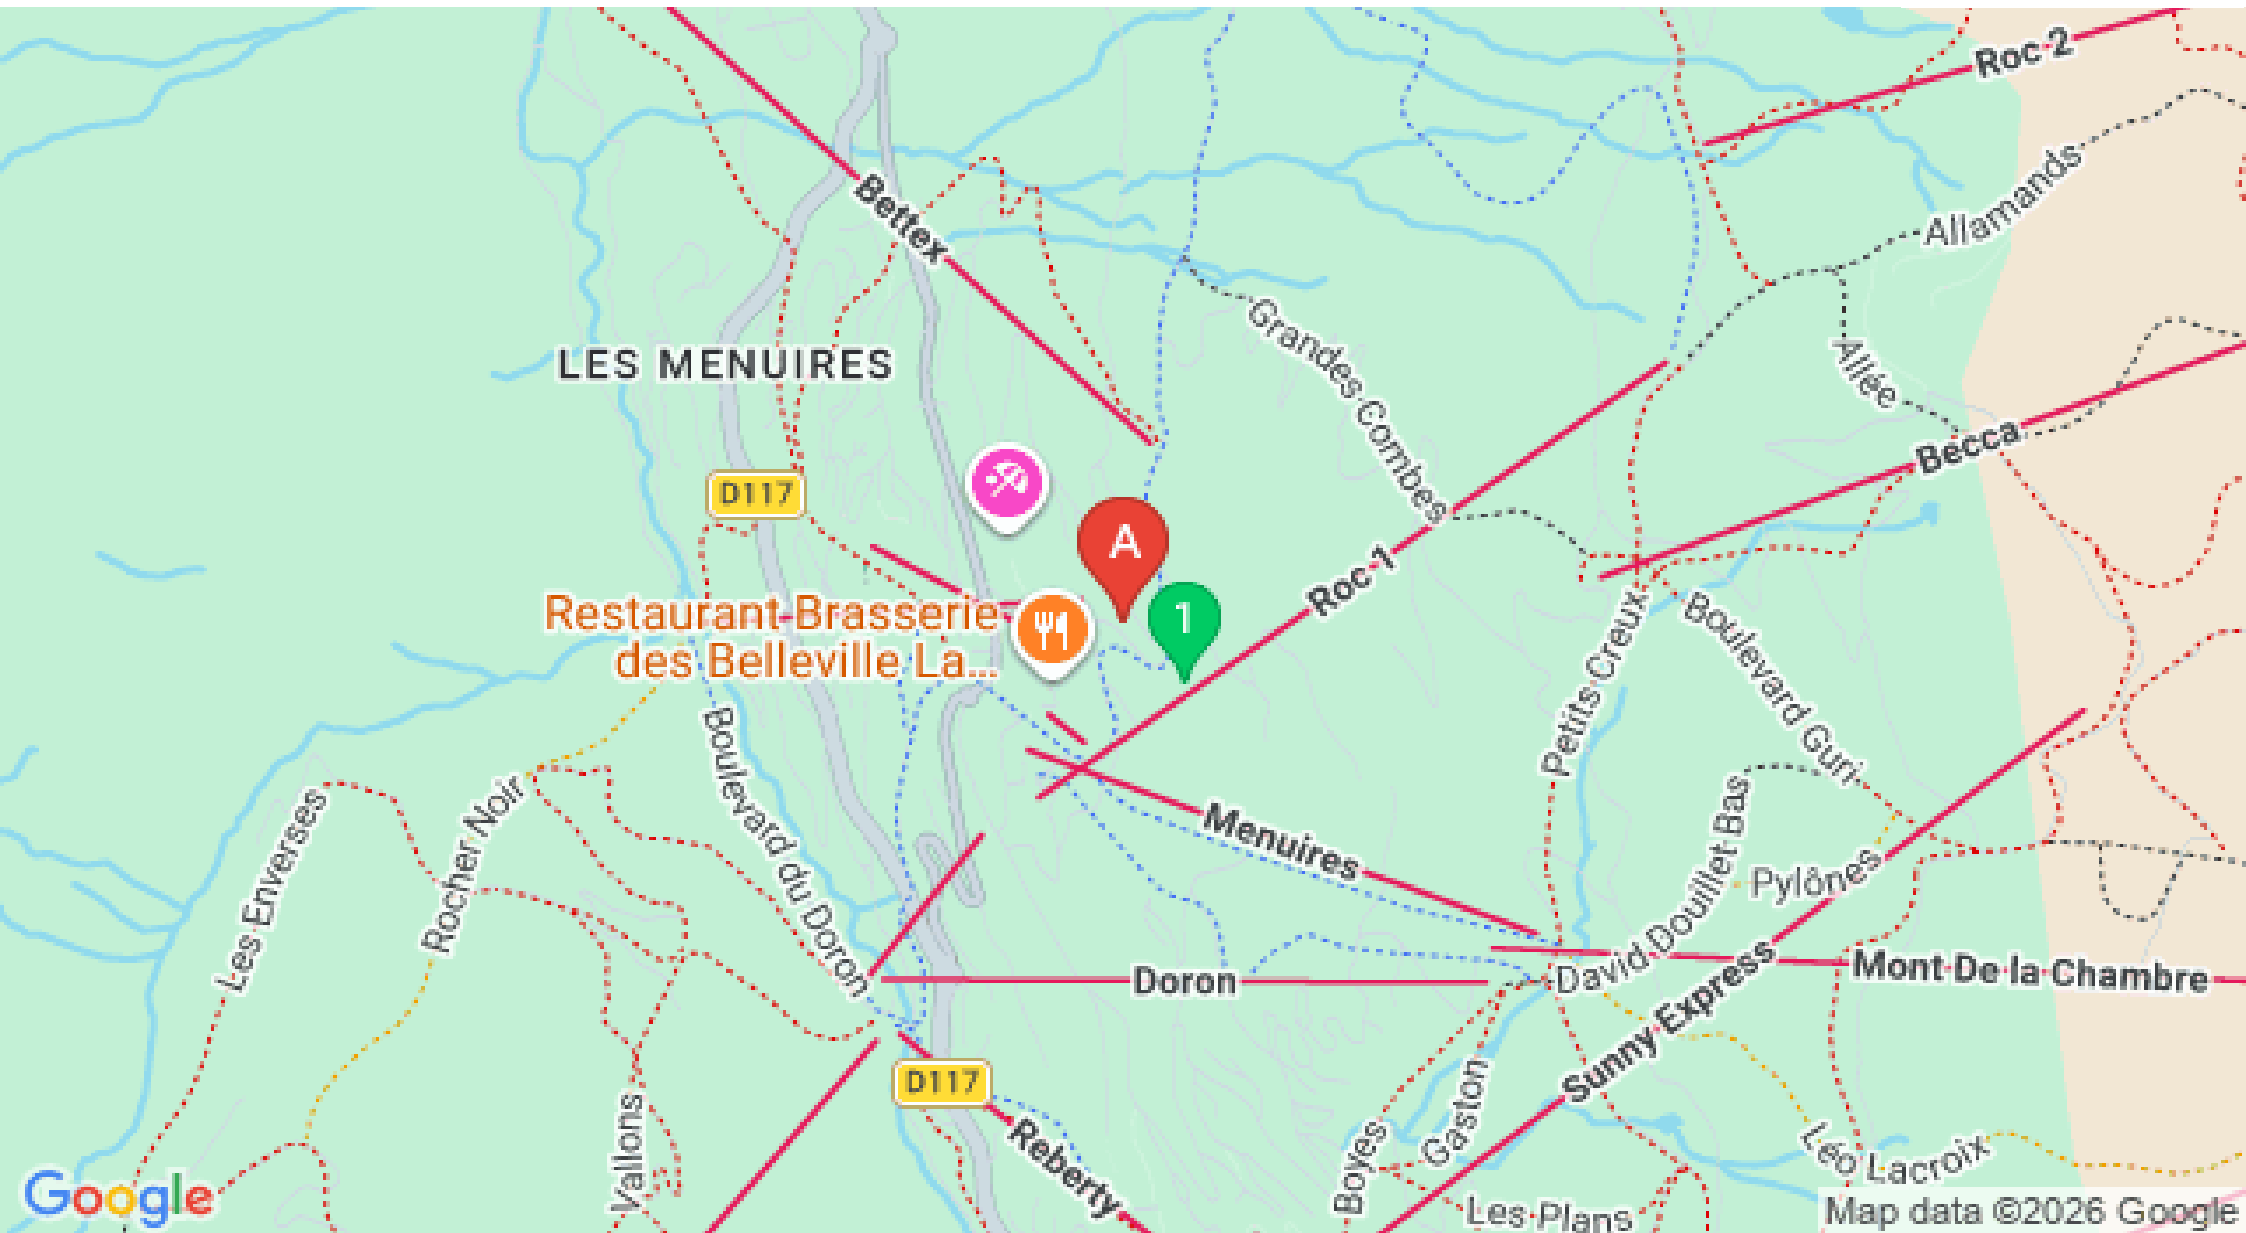 Roc 2
Allamands
Bettex
Grandes Combes
Allée
LES MENUIRES
Becca
D117
A
1
Roc 1
Restaurant Brasserie
des Belleville La...
Petits Creux
Boulevard Guri
Boulevard du Doron
Les Enverses
Rocher Noir
Menuires
David Douillet Bas
Pylônes
Doron
Mont De la Chambre
Sunny Express
D117
Reberty
Vallons
Boyes
Gaston
Léo Lacroix
Les Plans
Google
Map data ©2026 Google